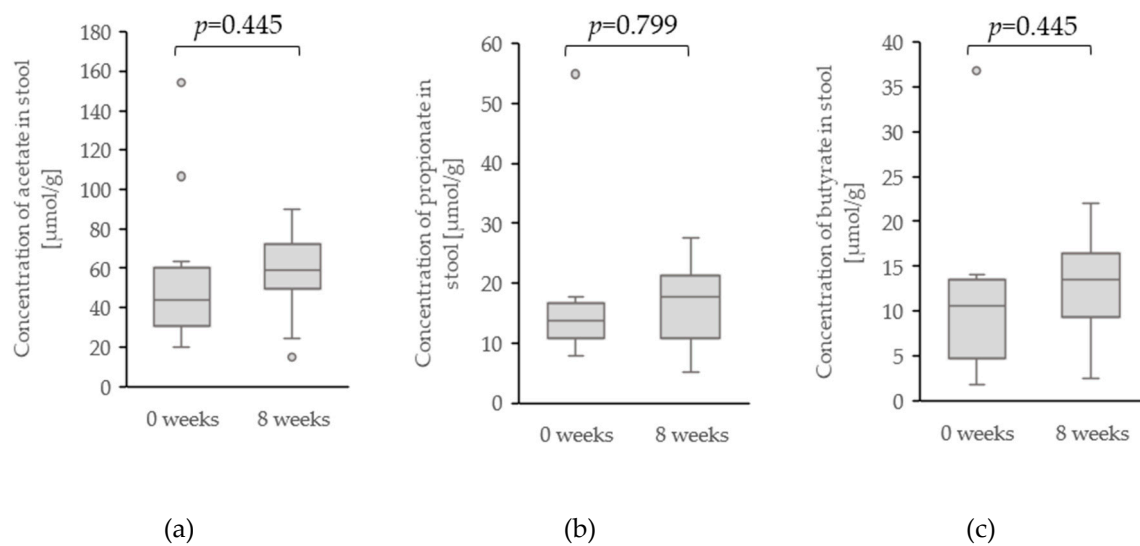 p=0.445
Concentration of acetate in stool
[µmol/g]
180
160
140
120
100
80
60
40
20
0
0 weeks
8 weeks
(a)
p=0.799
Concentration of propionate in
stool [µmol/g]
60
50
40
30
20
10
0
0 weeks
8 weeks
(b)
p=0.445
Concentration of butyrate in stool
[µmol/g]
40
35
30
25
20
15
10
5
0
0 weeks
8 weeks
(c)